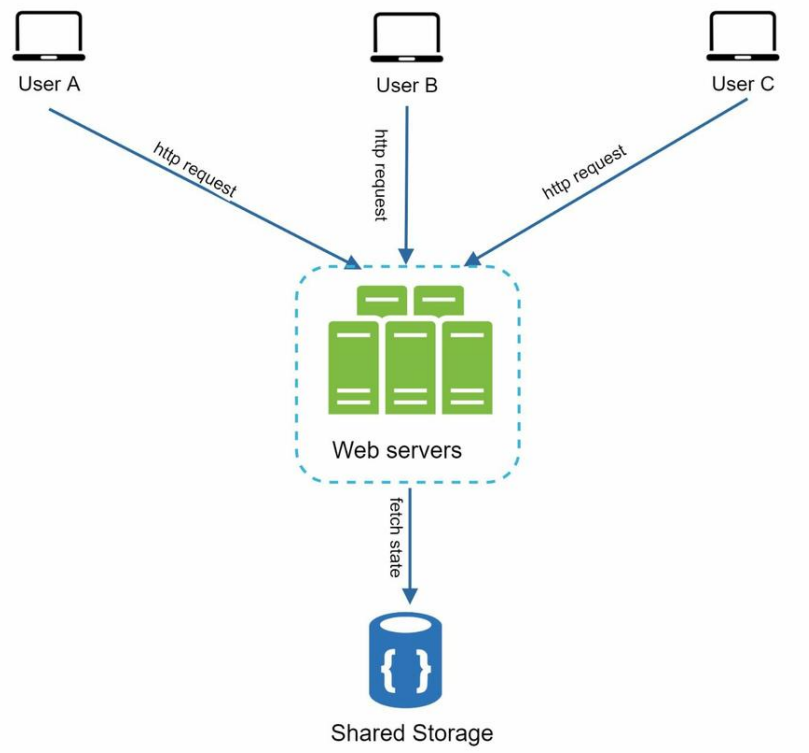 User A
User B
User C
http request
http request
http request
Web servers
fetch state
{ }
Shared Storage